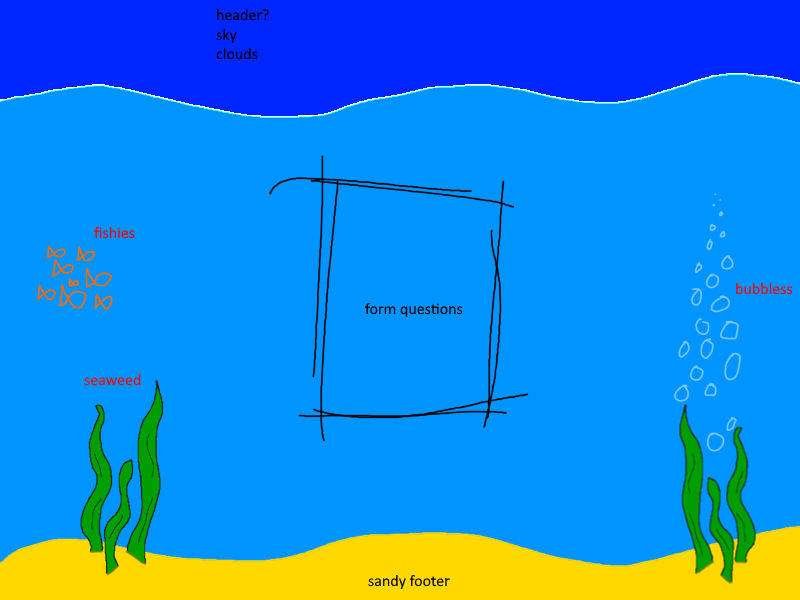 header?
sky
clouds
fishies
bubbless
form questions
seaweed
sandy footer